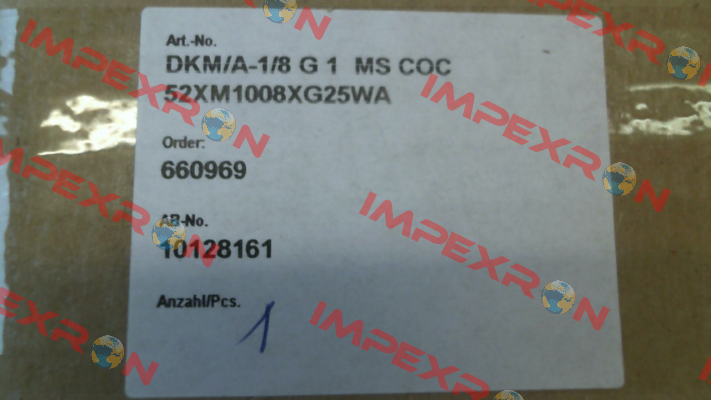 Art.-No.
DKM/A-1/8 G 1 MS COC
52XM1008XG25WA
Order:
660969
AB-No.
10128161
Anzahl/Pcs.
1
IMPEXRON
IMPEXRON
IMPEXRON
IMPEXRON
IMPEXRON
IMPEXRON